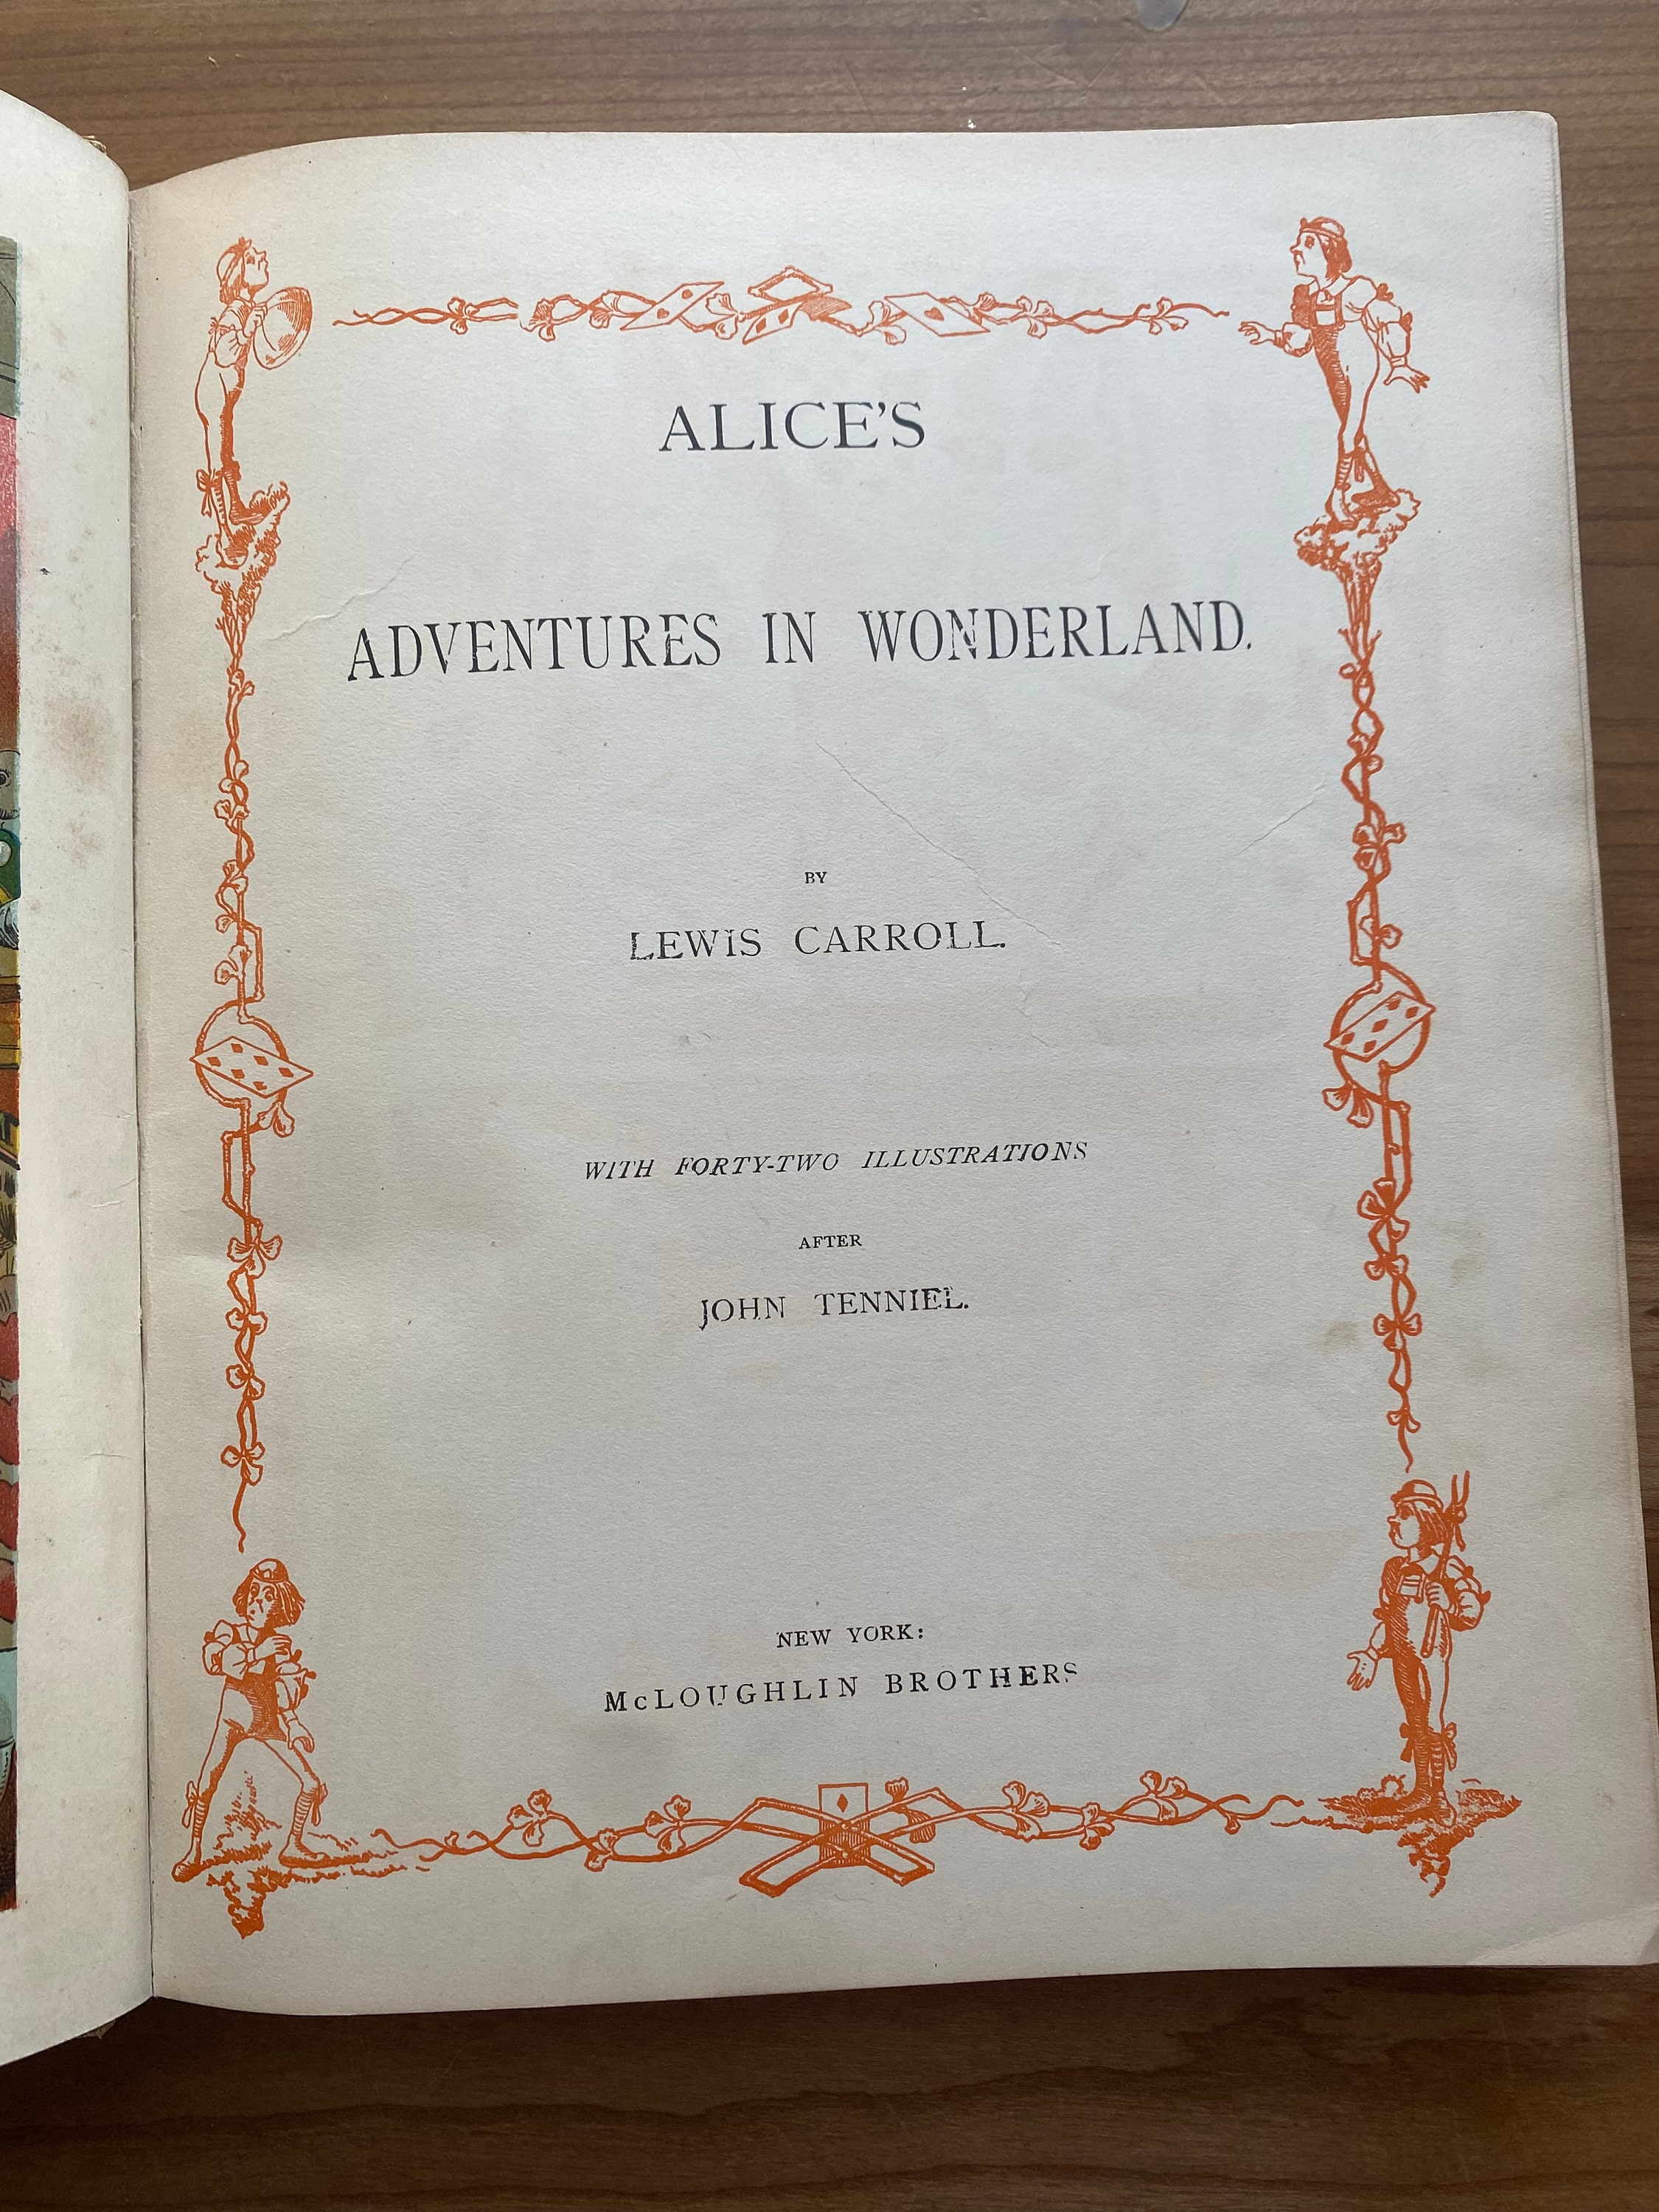 ALICE'S
ADVENTURES IN WONDERLAND.
BY
LEWIS CARROLL.
WITH FORTY-TWO ILLUSTRATIONS
AFTER
JOHN TENNIEL.
NEW YORK:
McLOUGHLIN BROTHERS